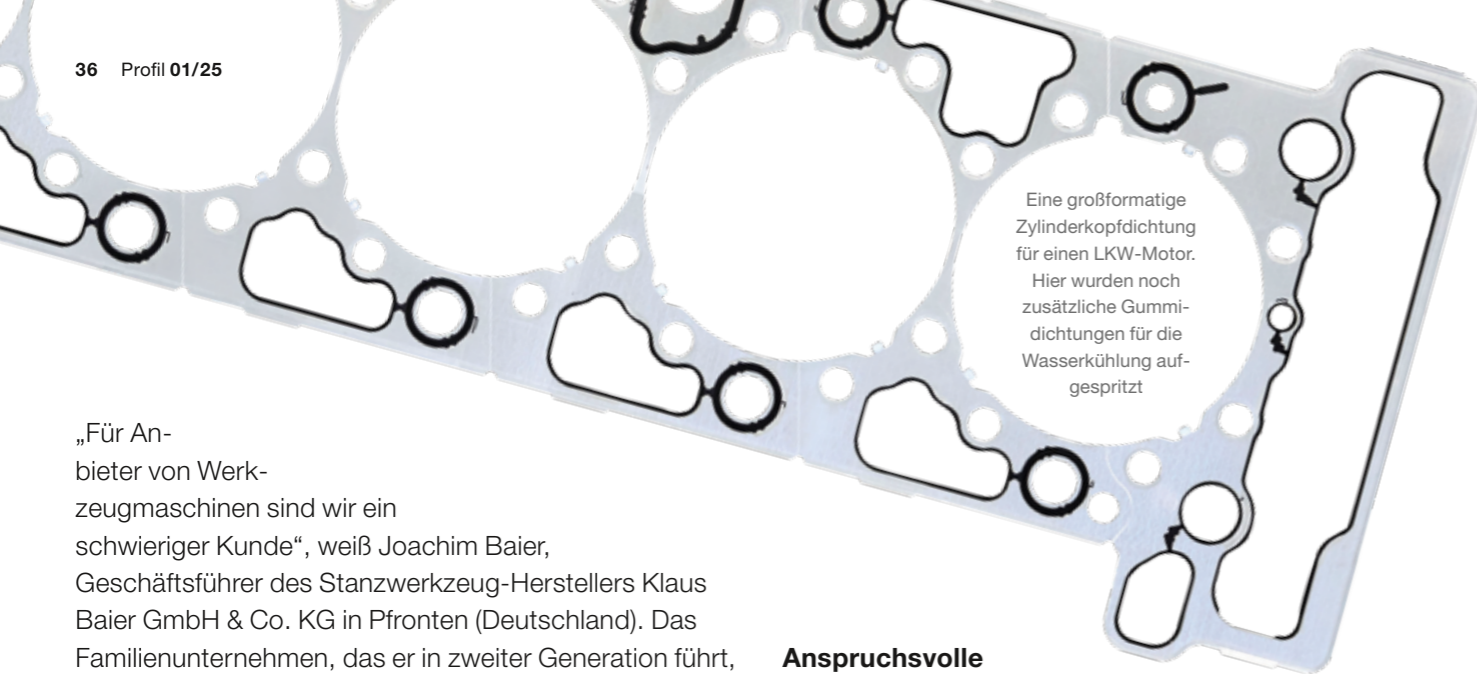 36 Profil 01/25
Eine großformatige
Zylinderkopfdichtung
für einen LKW-Motor.
Hier wurden noch
zusätzliche Gummi-
dichtungen für die
Wasserkühlung auf-
gespritzt
„Für An-
bieter von Werk-
zeugmaschinen sind wir ein
schwieriger Kunde“, weiß Joachim Baier,
Geschäftsführer des Stanzwerkzeug-Herstellers Klaus
Baier GmbH & Co. KG in Pfronten (Deutschland). Das
Familienunternehmen, das er in zweiter Generation führt,
Anspruchsvolle